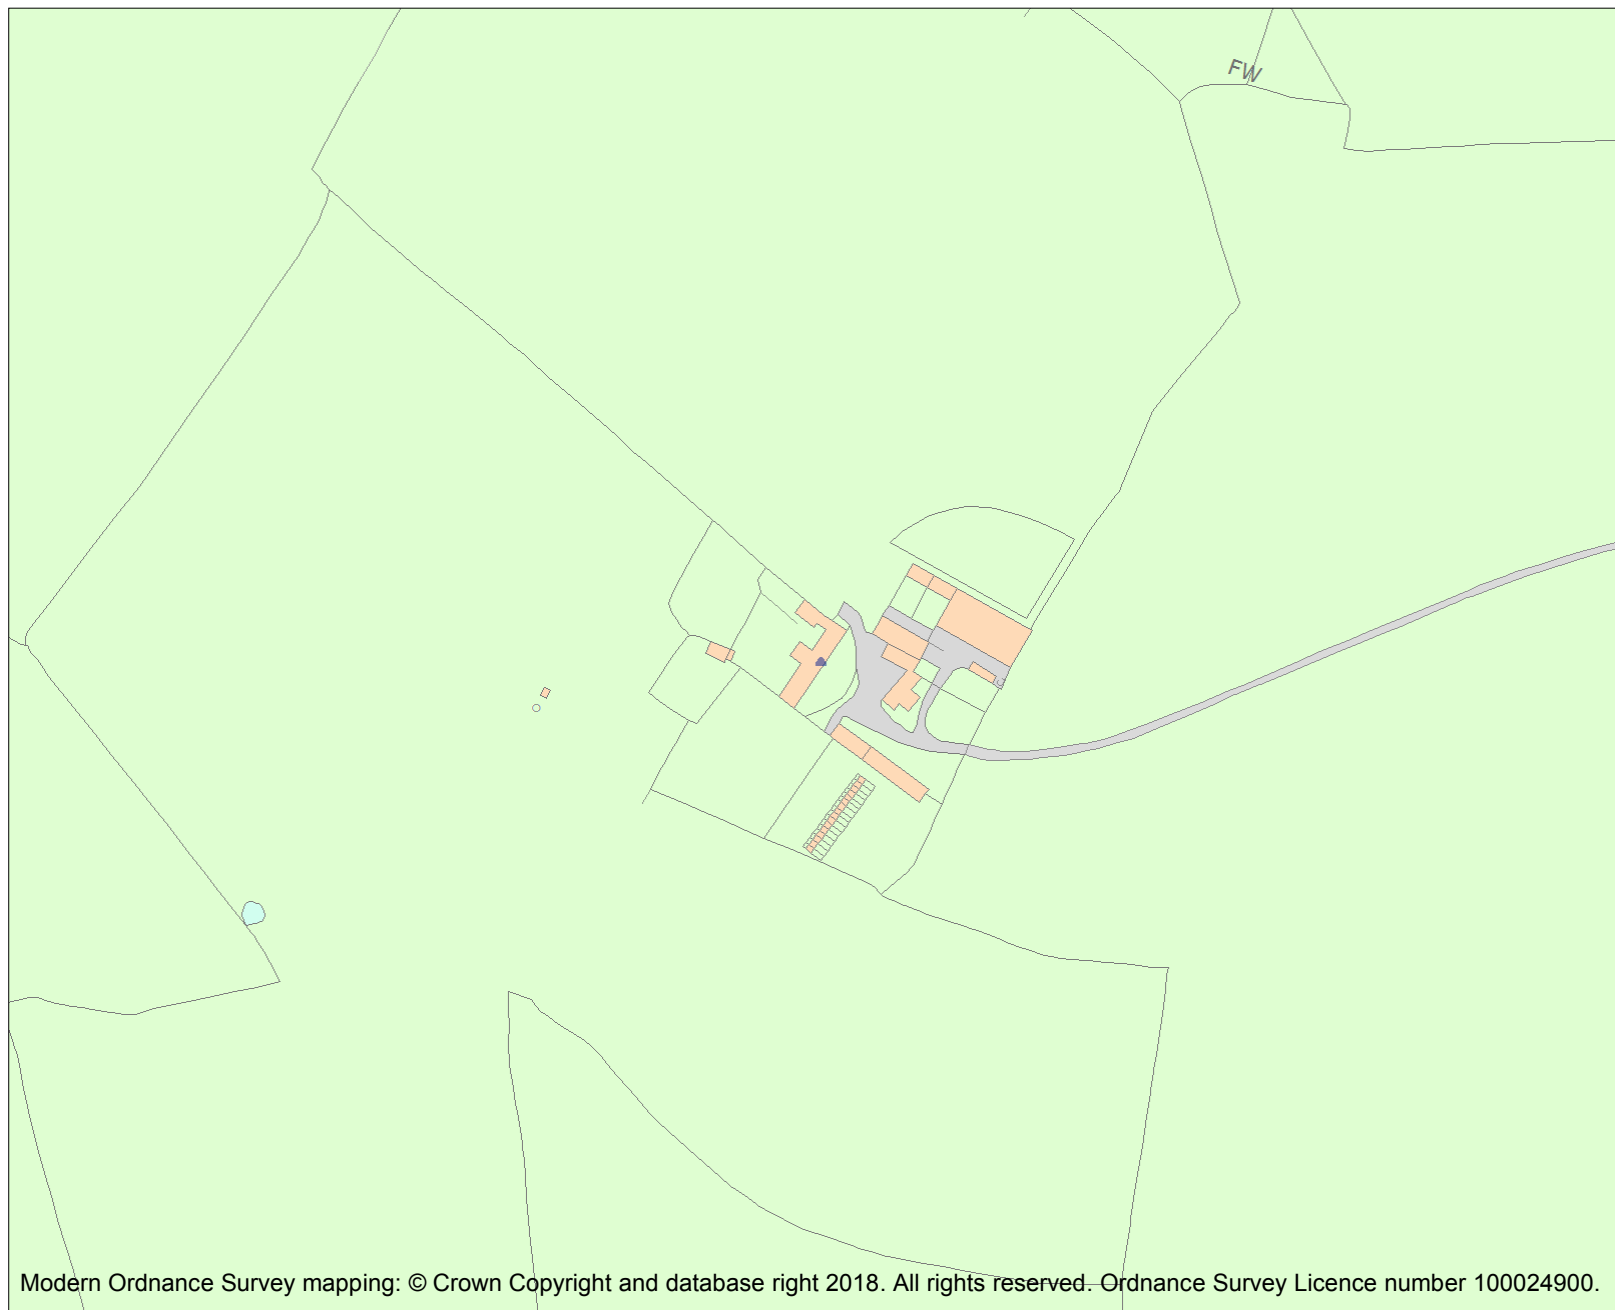 FW
Modern Ordnance Survey mapping: © Crown Copyright and database right 2018. All rights reserved. Ordnance Survey Licence number 100024900.